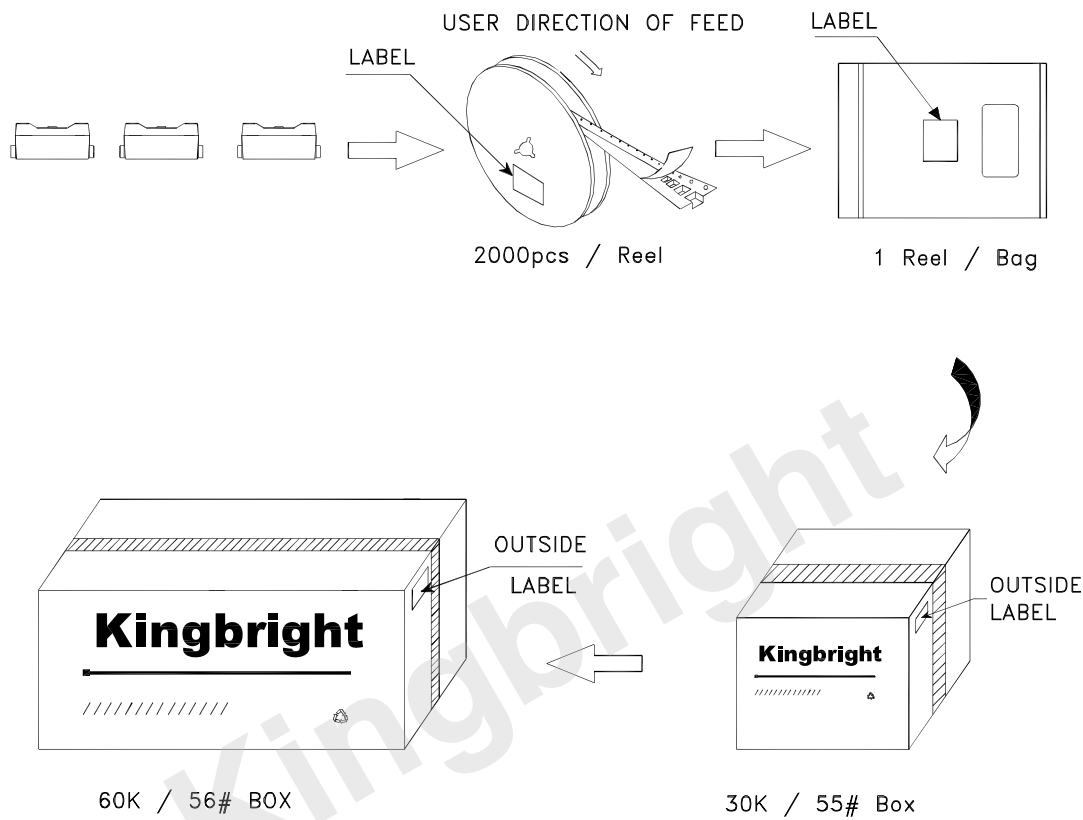 USER DIRECTION OF FEED
LABEL
LABEL
2000pcs / Reel
1 Reel / Bag
OUTSIDE
LABEL
Kingbright
OUTSIDE
LABEL
Kingbright
60K / 56# BOX
30K / 55# Box
Kingbright